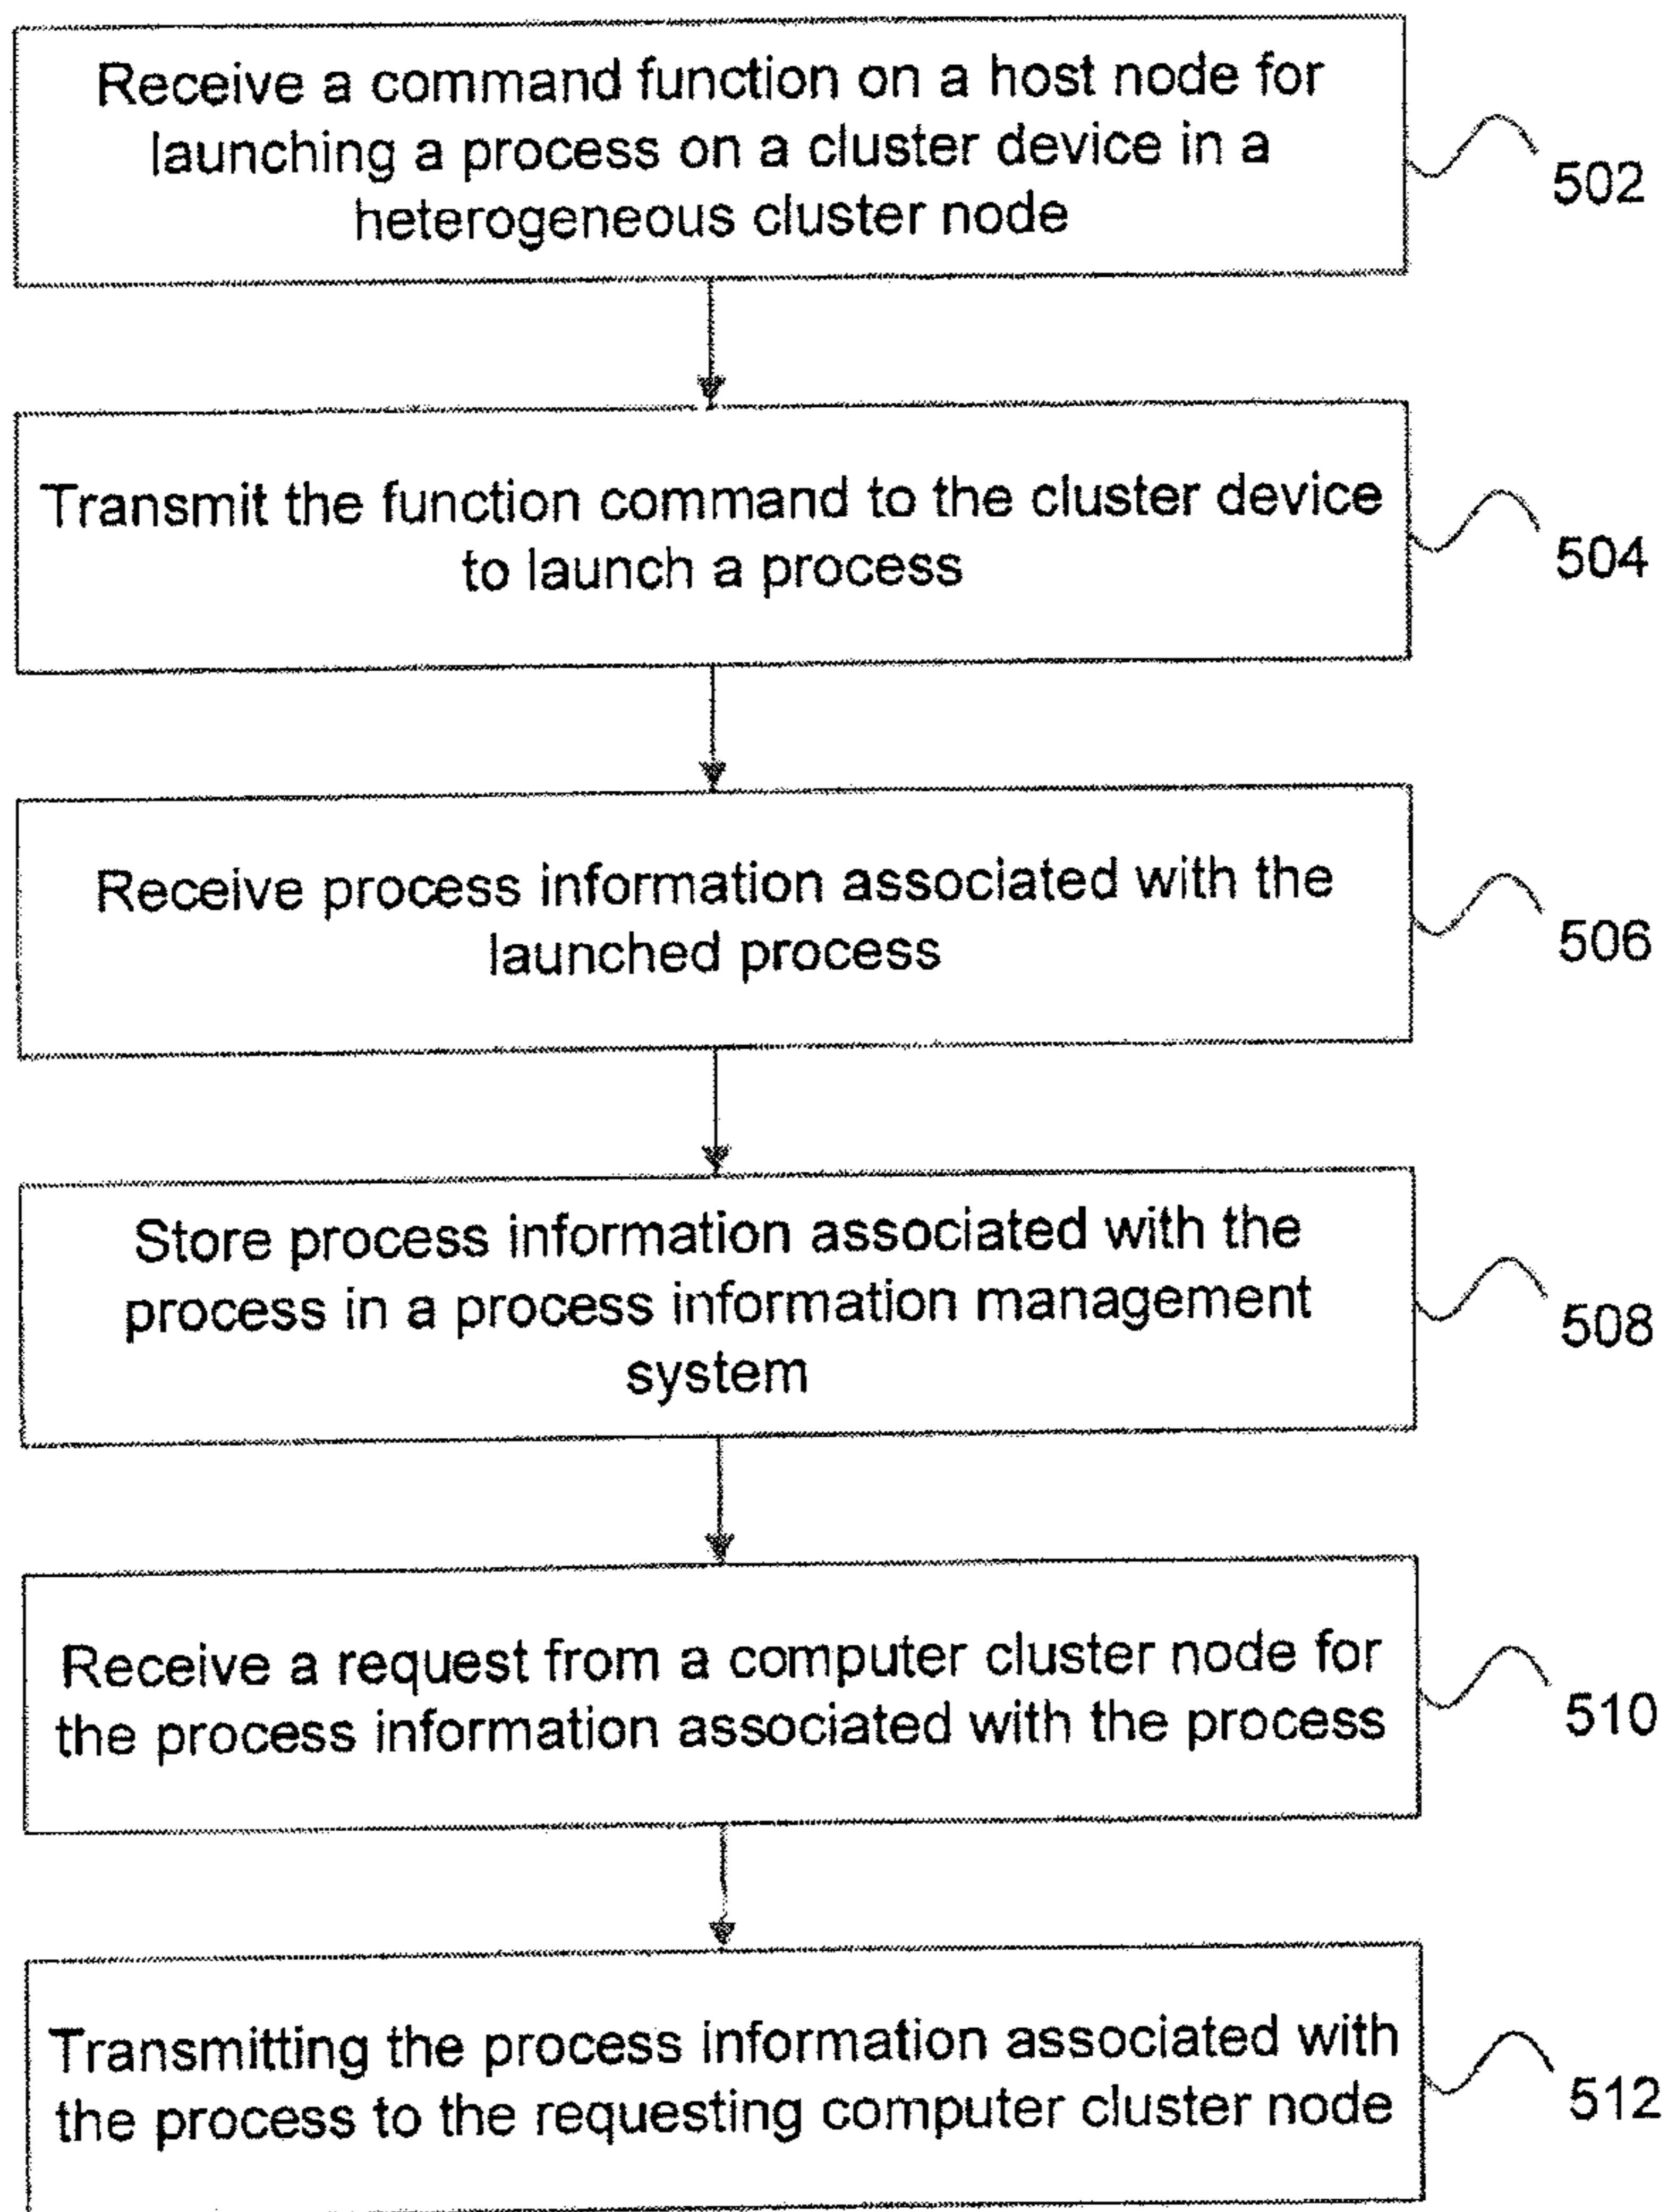 Receive a command function on a host node for
launching a process on a cluster device in a
heterogeneous cluster node
502
Transmit the function command to the cluster device
to launch a process
504
Receive process information associated with the
launched process
506
Store process information associated with the
process in a process information management
system
508
Receive a request from a computer cluster node for
the process information associated with the process
510
Transmitting the process information associated with
the process to the requesting computer cluster node
512